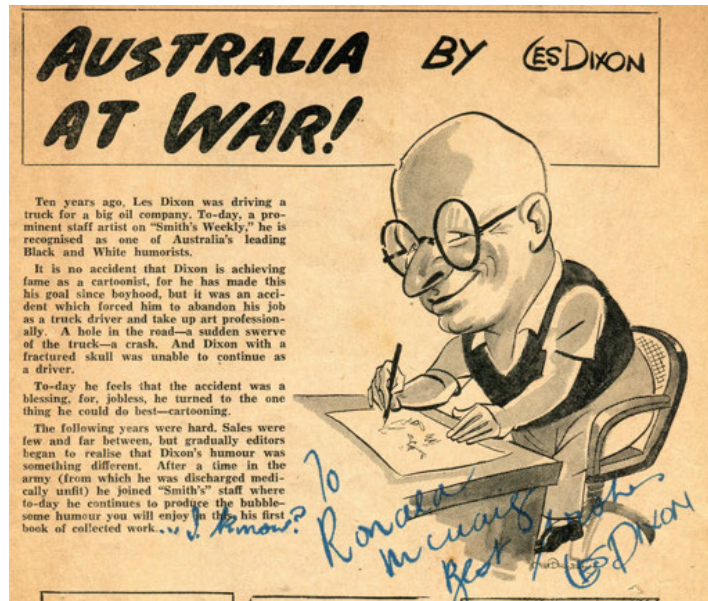 AUSTRALIA BY LES DIXON
AT WAR!
Ten years ago, Les Dixon was driving a
truck for a big oil company. To-day, a pro-
minent staff artist on "Smith's Weekly," he is
recognised as one of Australia's leading
Black and White humorists.
It is no accident that Dixon is achieving
fame as a cartoonist, for he has made this
his goal since boyhood, but it was an acci-
dent which forced him to abandon his job
as a truck driver and take up art profession-
ally. A hole in the road—a sudden swerve
of the truck—a crash. And Dixon with a
fractured skull was unable to continue as
a driver.
To-day he feels that the accident was a
blessing, for, jobless, he turned to the one
thing he could do best—cartooning.
The following years were hard. Sales were
few and far between, but gradually editors
began to realise that Dixon's humour was
something different. After a time in the
army (from which he was discharged medi-
cally unfit) he joined "Smith's" staff where
to-day he continues to produce the bubble-
some humour you will enjoy in this, his first
book of collected work
... I know?
To
Ronald
Best
LES DIXON